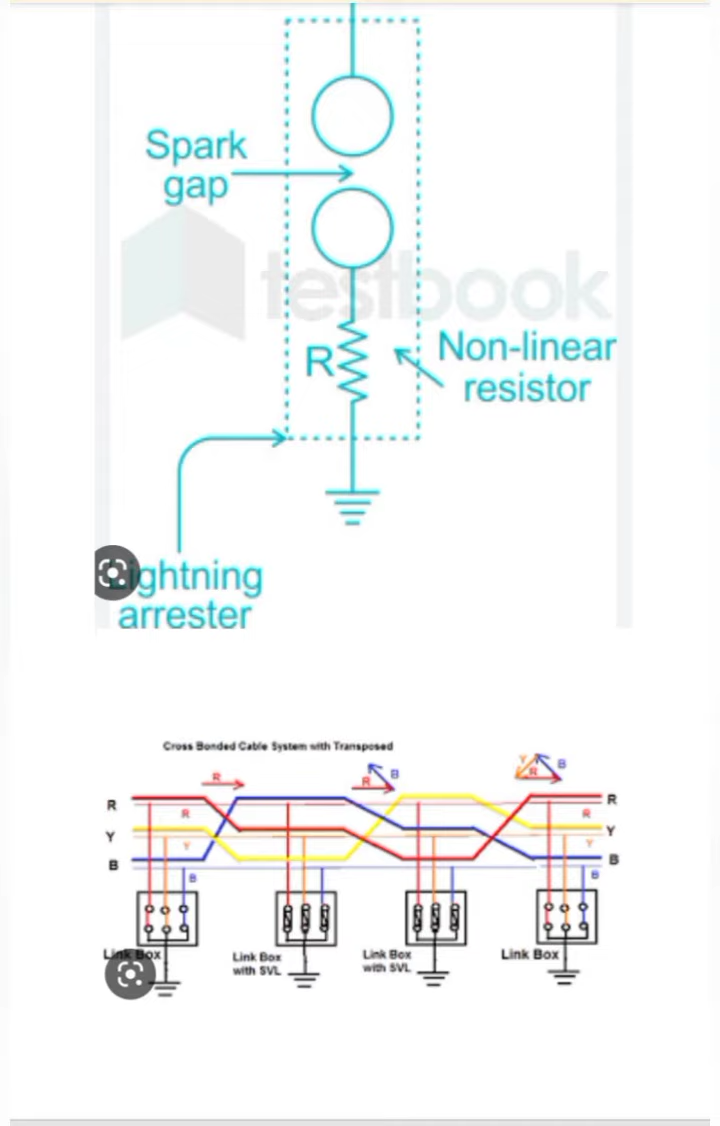 Spark
gap
testbook
R
Non-linear
resistor
Lightning
arrester
Cross Bonded Cable System with Transposed
R
R
B
Y
B
R
R
R
R
R
Y
Y
Y
Y
B
B
B
B
Link Box
Link Box
with SVL
Link Box
with SVL
Link Box